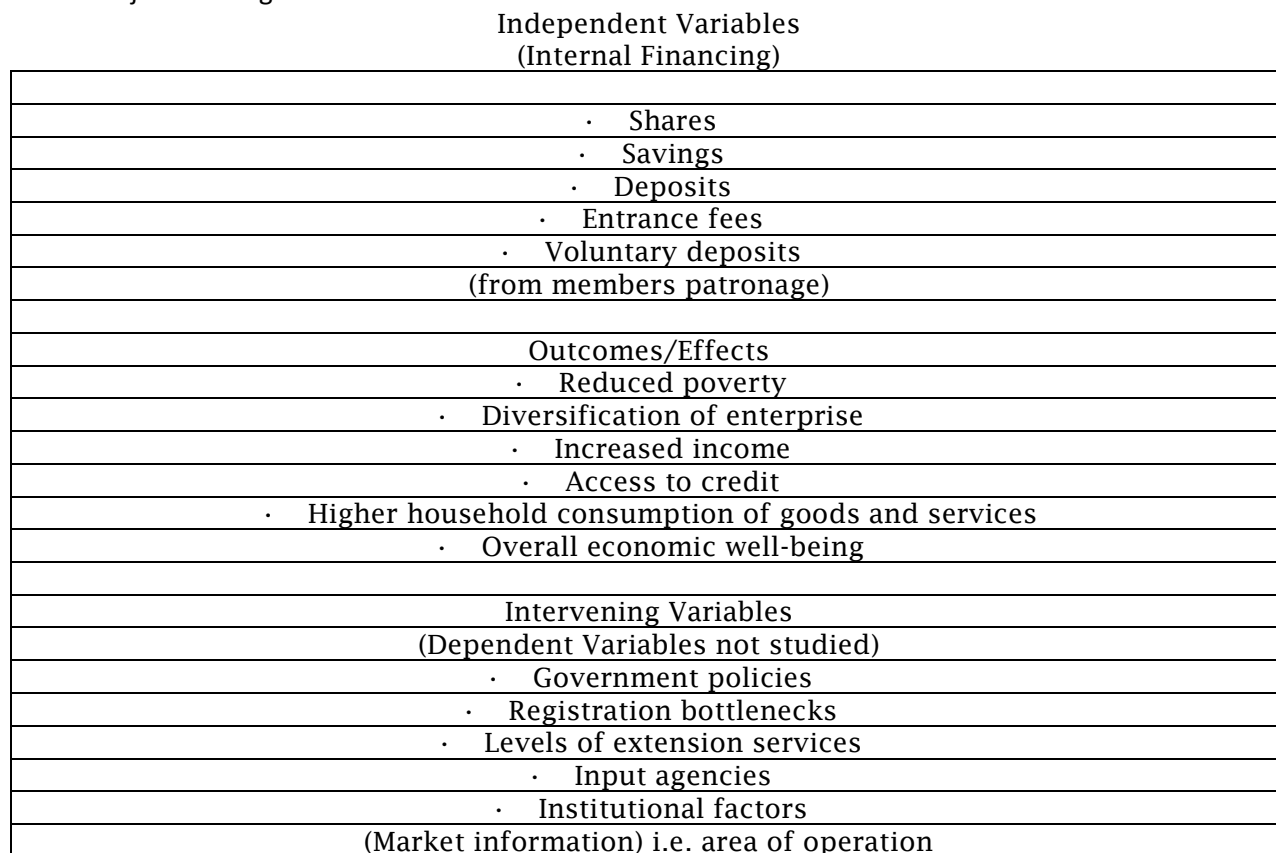 Independent Variables
(Internal Financing)
· Shares
· Savings
· Deposits
· Entrance fees
· Voluntary deposits
(from members patronage)
Outcomes/Effects
· Reduced poverty
· Diversification of enterprise
· Increased income
· Access to credit
· Higher household consumption of goods and services
· Overall economic well-being
Intervening Variables
(Dependent Variables not studied)
· Government policies
· Registration bottlenecks
· Levels of extension services
· Input agencies
· Institutional factors
(Market information) i.e. area of operation